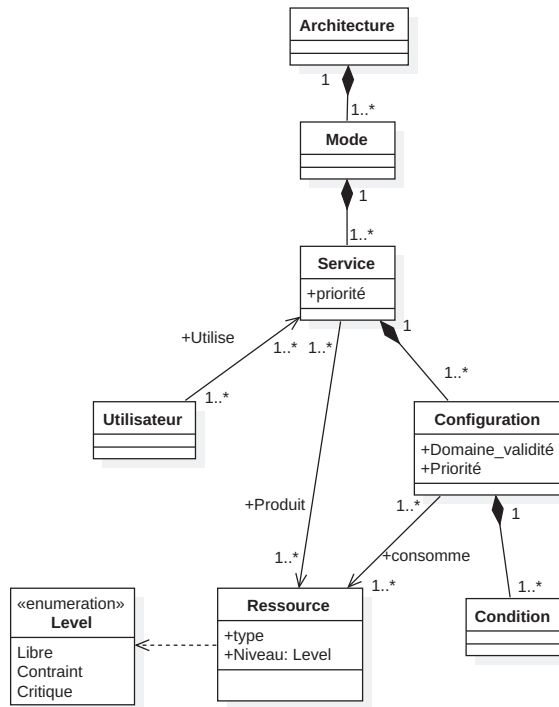 Architecture
1
1..*
Mode
1
1..*
Service
+priorité
1
+Utilise
1..*
1..*
1..*
1..*
Utilisateur
Configuration
+Domaine_validité
+Priorité
+Produit
1..*
1
+consomme
1..*
1..*
1..*
«enumeration»
Level
Libre
Contraint
Critique
Ressource
+type
+Niveau: Level
Condition